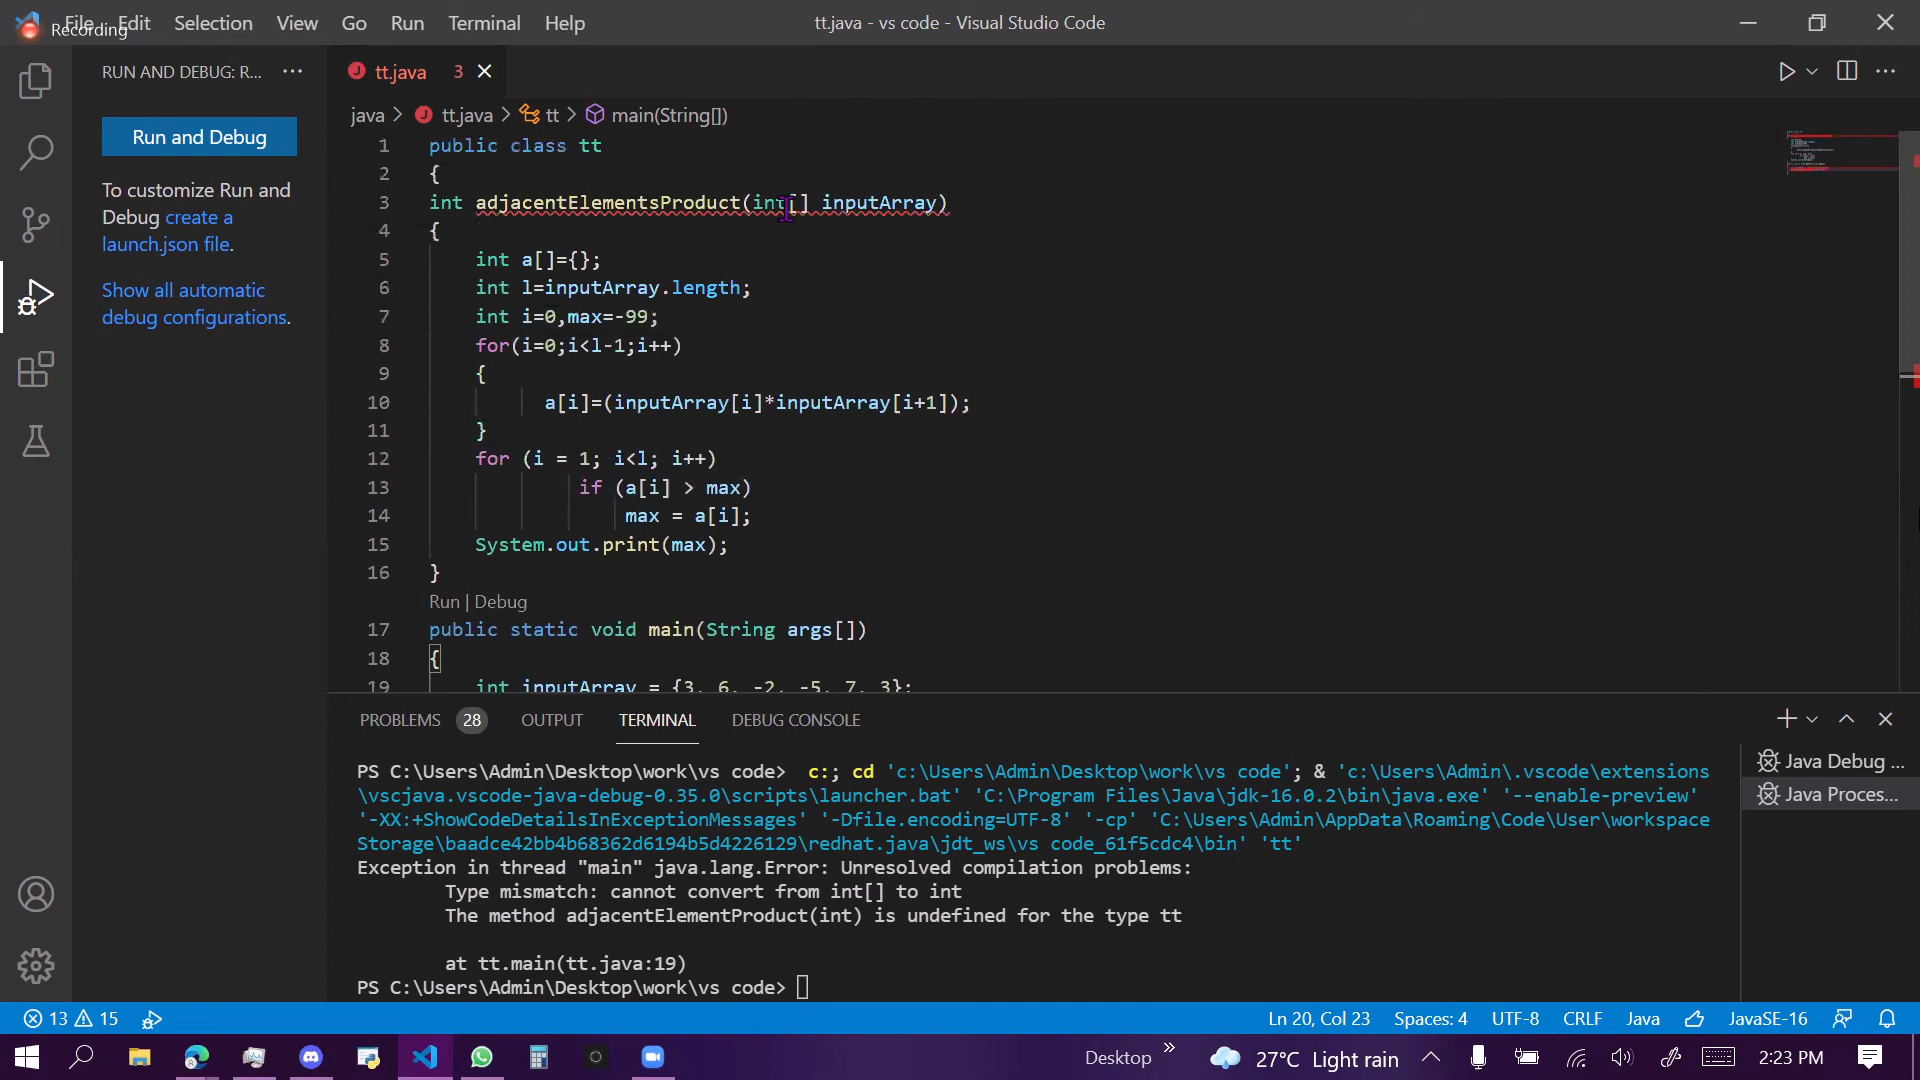 File Edit Selection View Go Run Terminal Help
Recording
tt.java - vs code - Visual Studio Code
RUN AND DEBUG: R... ...
tt.java 3
Run and Debug
To customize Run and
Debug create a
launch.json file.
Show all automatic
debug configurations.
java > tt.java > tt > main(String[])
1 public class tt
2 {
3 int adjacentElementsProduct(int[] inputArray)
4 {
5 int a[]={};
6 int l=inputArray.length;
7 int i=0,max=-99;
8 for(i=0;i<l-1;i++)
9 {
10 a[i]=(inputArray[i]*inputArray[i+1]);
11 }
12 for (i = 1; i<l; i++)
13 if (a[i] > max)
14 max = a[i];
15 System.out.print(max);
16 }
Run | Debug
17 public static void main(String args[])
18 {
19 int inputArray = {3, 6, -2, -5, 7, 3};
PROBLEMS 28 OUTPUT TERMINAL DEBUG CONSOLE
PS C:\Users\Admin\Desktop\work\vs code> c:; cd 'c:\Users\Admin\Desktop\work\vs code'; & 'c:\Users\Admin\.vscode\extensions
\vscjava.vscode-java-debug-0.35.0\scripts\launcher.bat' 'C:\Program Files\Java\jdk-16.0.2\bin\java.exe' '--enable-preview'
'-XX:+ShowCodeDetailsInExceptionMessages' '-Dfile.encoding=UTF-8' '-cp' 'C:\Users\Admin\AppData\Roaming\Code\User\workspace
Storage\baadce42bb4b68362d6194b5d4226129\redhat.java\jdt_ws\vs code_61f5cdc4\bin' 'tt'
Exception in thread "main" java.lang.Error: Unresolved compilation problems:
Type mismatch: cannot convert from int[] to int
The method adjacentElementProduct(int) is undefined for the type tt
at tt.main(tt.java:19)
PS C:\Users\Admin\Desktop\work\vs code>
Java Debug ...
Java Proces...
13 15
Ln 20, Col 23 Spaces: 4 UTF-8 CRLF Java JavaSE-16
Desktop » 27°C Light rain 2:23 PM